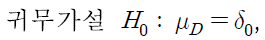 귀무가설 H₀ : μ_D = δ₀,